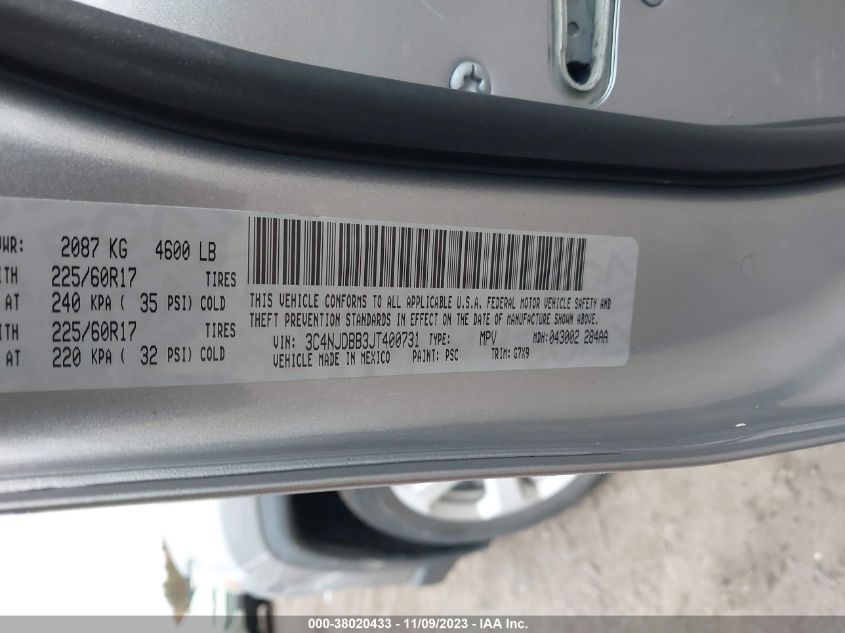 WR: 2087 KG 4600 LB
ITH 225/60R17 TIRES
AT 240 KPA ( 35 PSI) COLD
ITH 225/60R17 TIRES
AT 220 KPA ( 32 PSI) COLD
THIS VEHICLE CONFORMS TO ALL APPLICABLE U.S.A. FEDERAL MOTOR VEHICLE SAFETY AND
THEFT PREVENTION STANDARDS IN EFFECT ON THE DATE OF MANUFACTURE SHOWN ABOVE.
VIN: 3C4NJDBB3JT400731 TYPE: MPV MDH: 043002 284AA
VEHICLE MADE IN MEXICO PAINT: PSC TRIM: G7X9
000-38020433 - 11/09/2023 - IAA Inc.